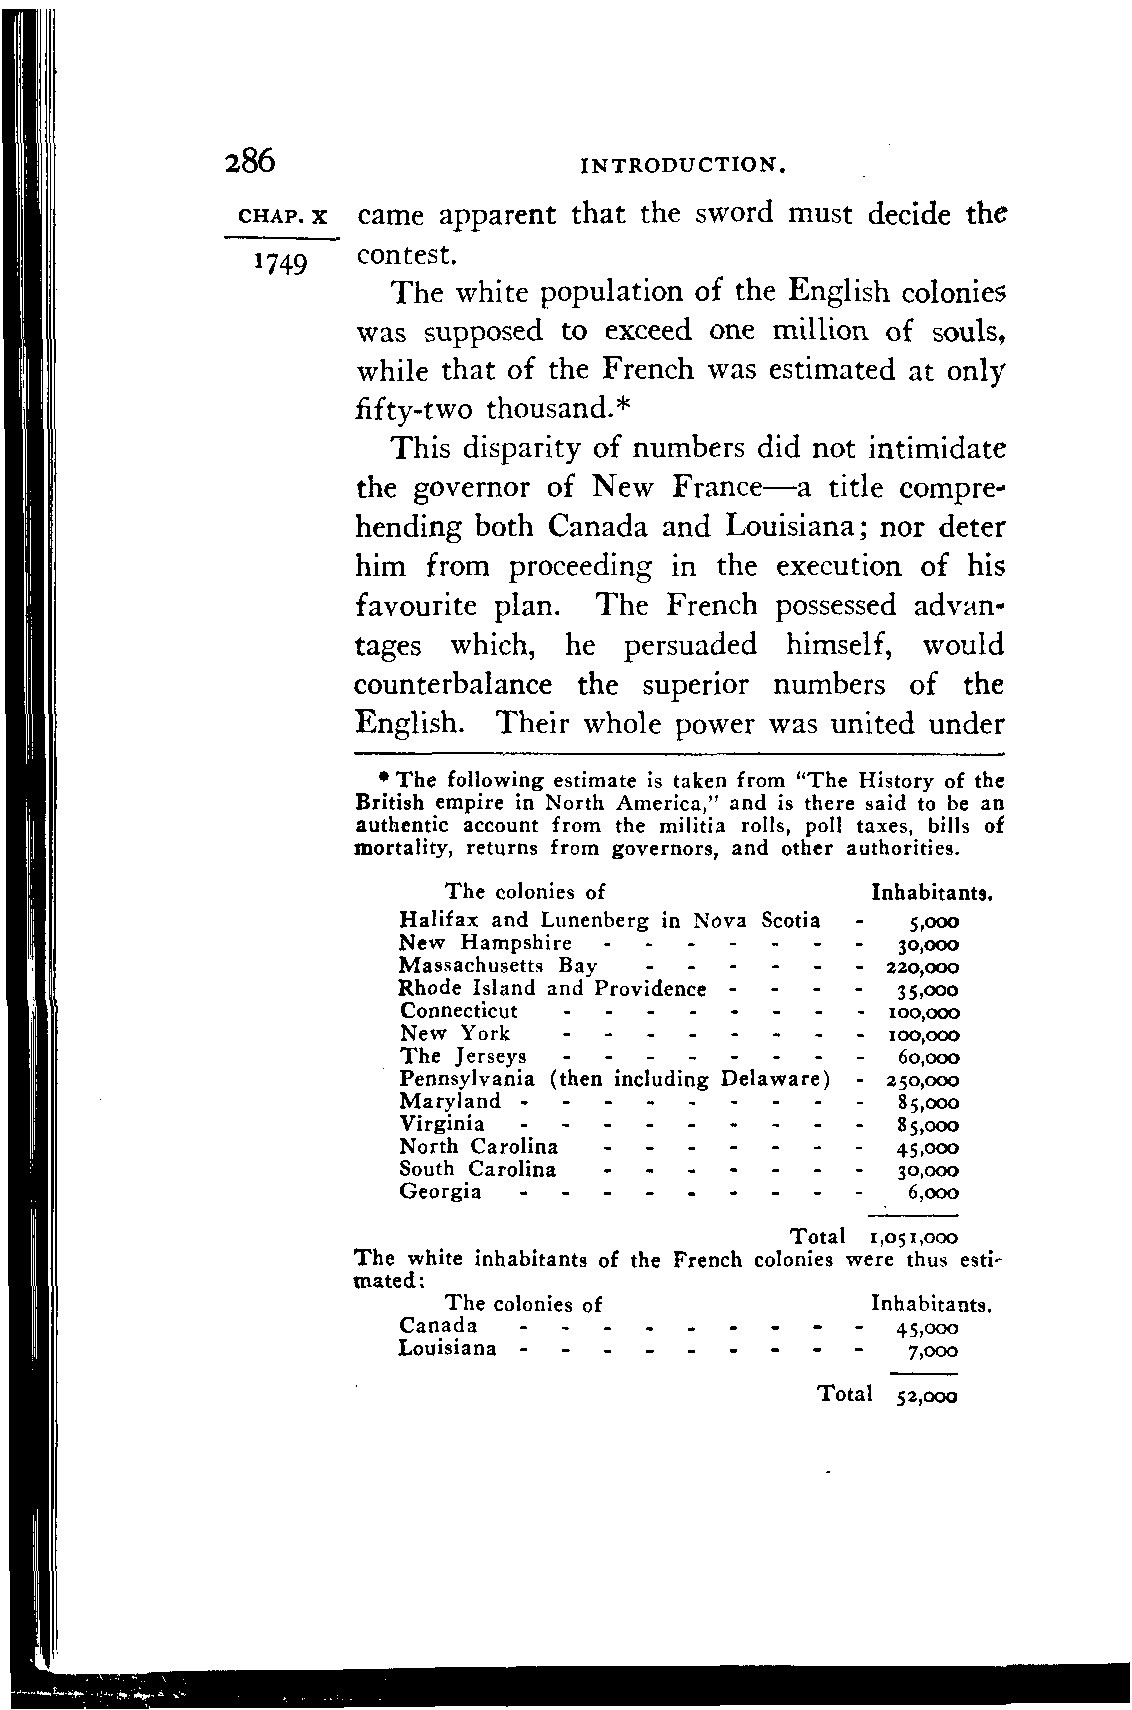 286 INTRODUCTION.
CHAP. X came apparent that the sword must decide the
1749 contest.
The white population of the English colonies
was supposed to exceed one million of souls,
while that of the French was estimated at only
fifty-two thousand.*
This disparity of numbers did not intimidate
the governor of New France—a title compre-
hending both Canada and Louisiana; nor deter
him from proceeding in the execution of his
favourite plan. The French possessed advan-
tages which, he persuaded himself, would
counterbalance the superior numbers of the
English. Their whole power was united under
* The following estimate is taken from "The History of the
British empire in North America," and is there said to be an
authentic account from the militia rolls, poll taxes, bills of
mortality, returns from governors, and other authorities.
The colonies of Inhabitants.
Halifax and Lunenberg in Nova Scotia - 5,000
New Hampshire - - - - - - - 30,000
Massachusetts Bay - - - - - - 220,000
Rhode Island and Providence - - - - 35,000
Connecticut - - - - - - - - 100,000
New York - - - - - - - - 100,000
The Jerseys - - - - - - - - 60,000
Pennsylvania (then including Delaware) - 250,000
Maryland - - - - - - - - - 85,000
Virginia - - - - - - - - - 85,000
North Carolina - - - - - - - 45,000
South Carolina - - - - - - - 30,000
Georgia - - - - - - - - - 6,000
Total 1,051,000
The white inhabitants of the French colonies were thus esti-
mated:
The colonies of Inhabitants.
Canada - - - - - - - - - 45,000
Louisiana - - - - - - - - - 7,000
Total 52,000